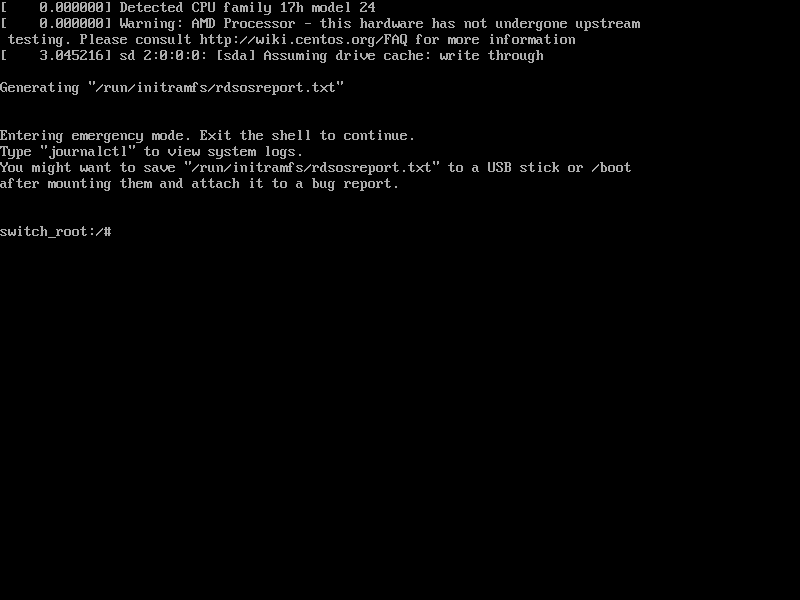 [    0.000000] Detected CPU family 17h model 24
[    0.000000] Warning: AMD Processor - this hardware has not undergone upstream
 testing. Please consult http://wiki.centos.org/FAQ for more information
[    3.045216] sd 2:0:0:0: [sda] Assuming drive cache: write through
Generating "/run/initramfs/rdsosreport.txt"
Entering emergency mode. Exit the shell to continue.
Type "journalctl" to view system logs.
You might want to save "/run/initramfs/rdsosreport.txt" to a USB stick or /boot
after mounting them and attach it to a bug report.
switch_root:/#